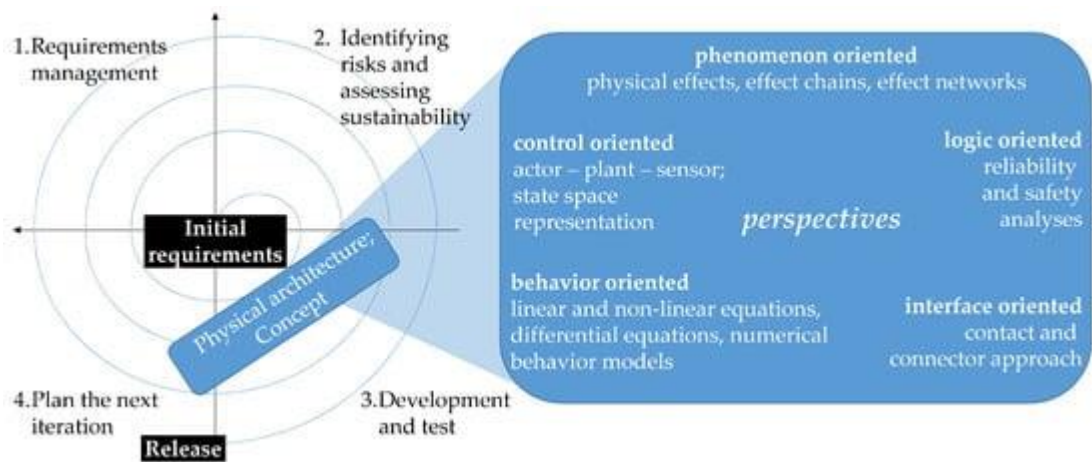 1.Requirements
management
2. Identifying
risks and
assessing
sustainability
Initial
requirements
Physical architecture;
Concept
4.Plan the next
iteration
3.Development
and test
Release
phenomenon oriented
physical effects, effect chains, effect networks
control oriented
actor – plant – sensor;
state space
representation
logic oriented
reliability
and safety
analyses
perspectives
behavior oriented
linear and non-linear equations,
differential equations, numerical
behavior models
interface oriented
contact and
connector approach